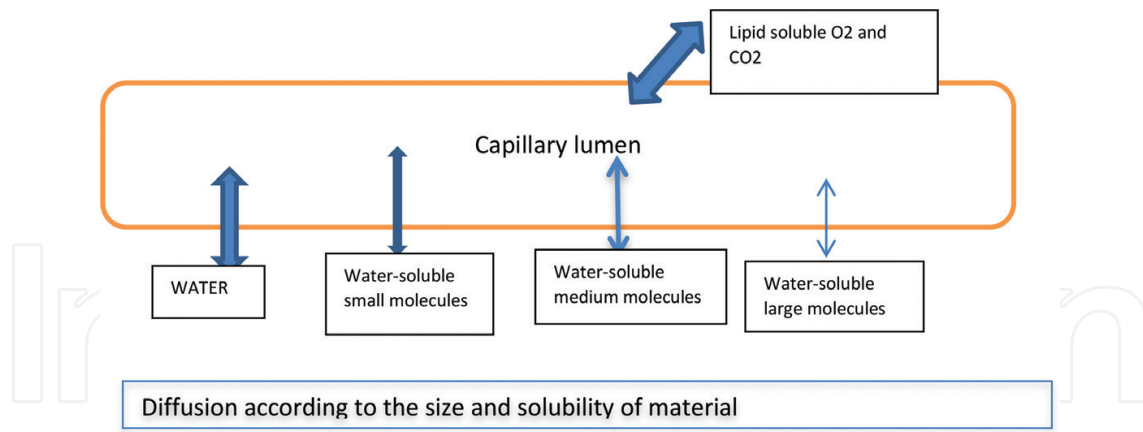 Lipid soluble O2 and
CO2
Capillary lumen
WATER
Water-soluble
small molecules
Water-soluble
medium molecules
Water-soluble
large molecules
Diffusion according to the size and solubility of material